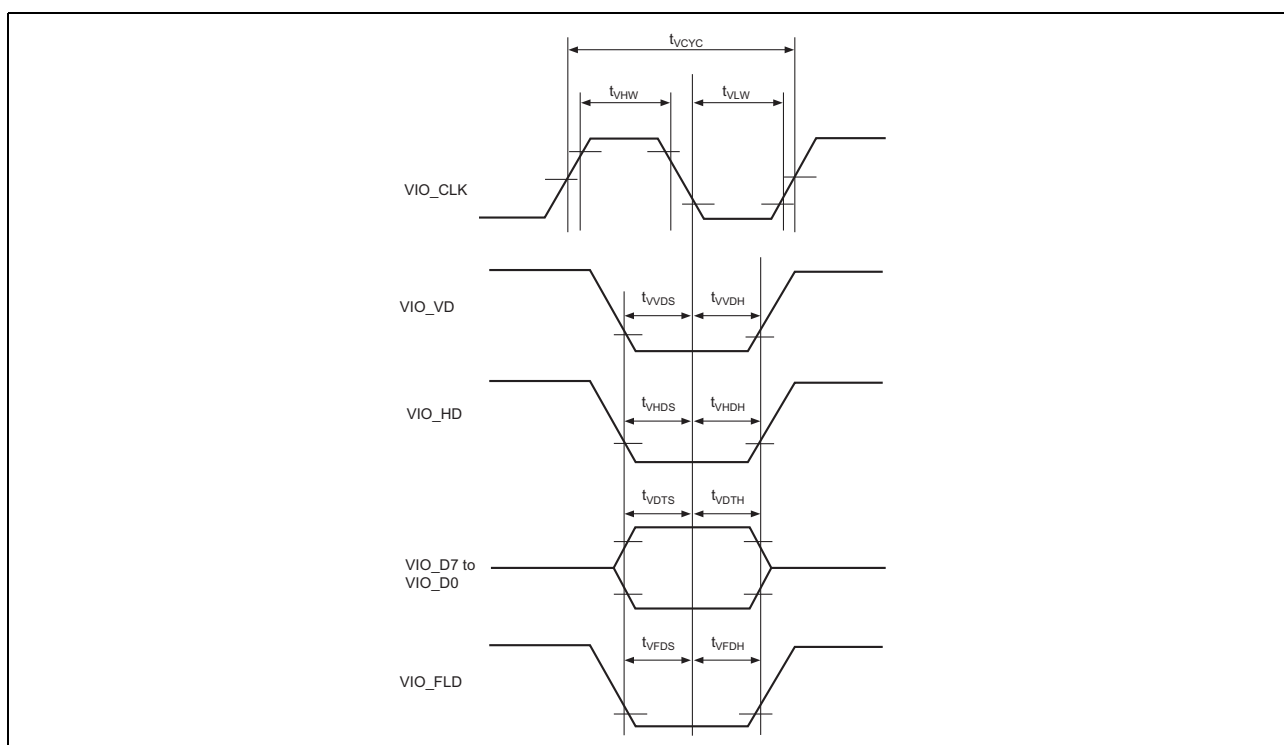 tVCYC
tVHW
tVLW
VIO_CLK
tVVDS
tVVDH
VIO_VD
tVHDS
tVHDH
VIO_HD
tVDTS
tVDTH
VIO_D7 to
VIO_D0
tVFDS
tVFDH
VIO_FLD